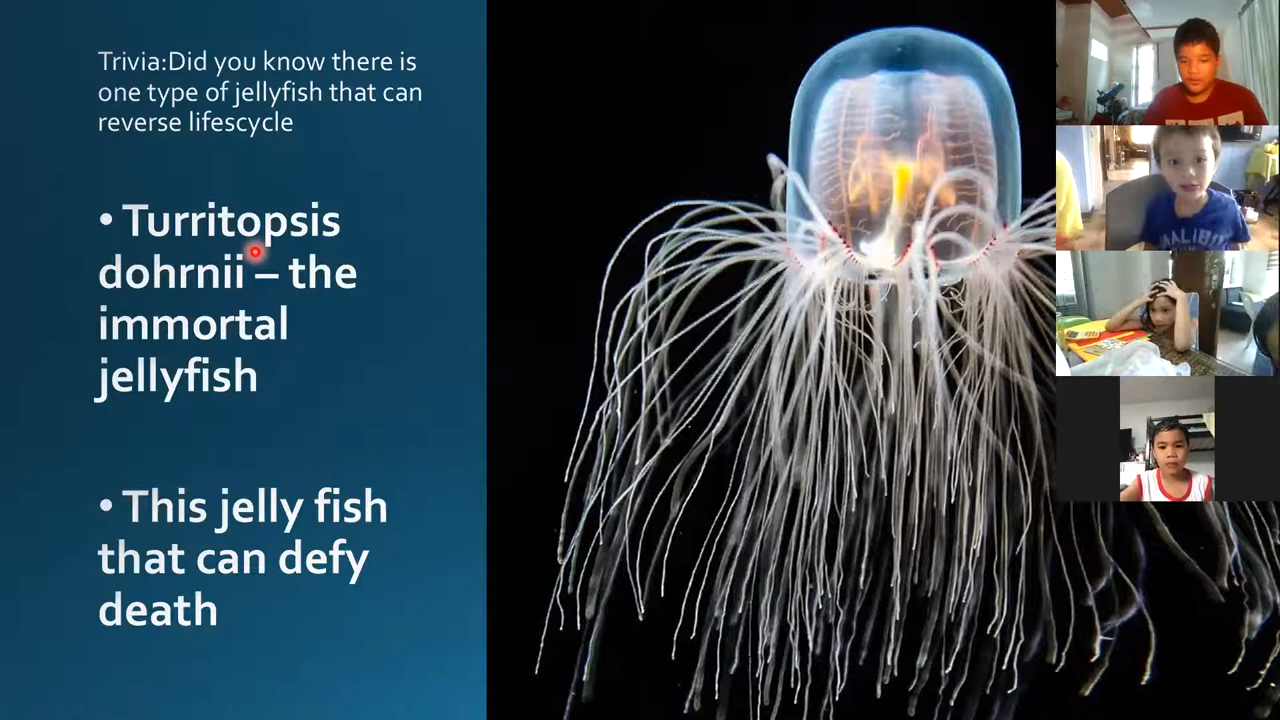 Trivia:Did you know there is
one type of jellyfish that can
reverse lifescycle
• Turritopsis
dohrnii – the
immortal
jellyfish
• This jelly fish
that can defy
death
MALIBU